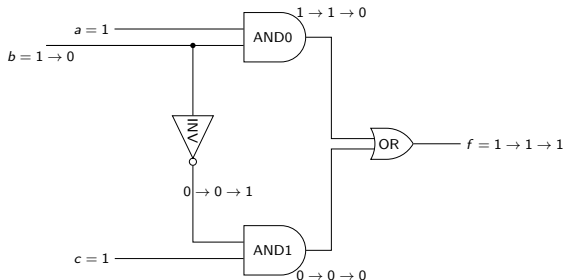 1 → 1 → 0
a = 1
AND0
b = 1 → 0
INV
OR
f = 1 → 1 → 1
0 → 0 → 1
AND1
c = 1
0 → 0 → 0